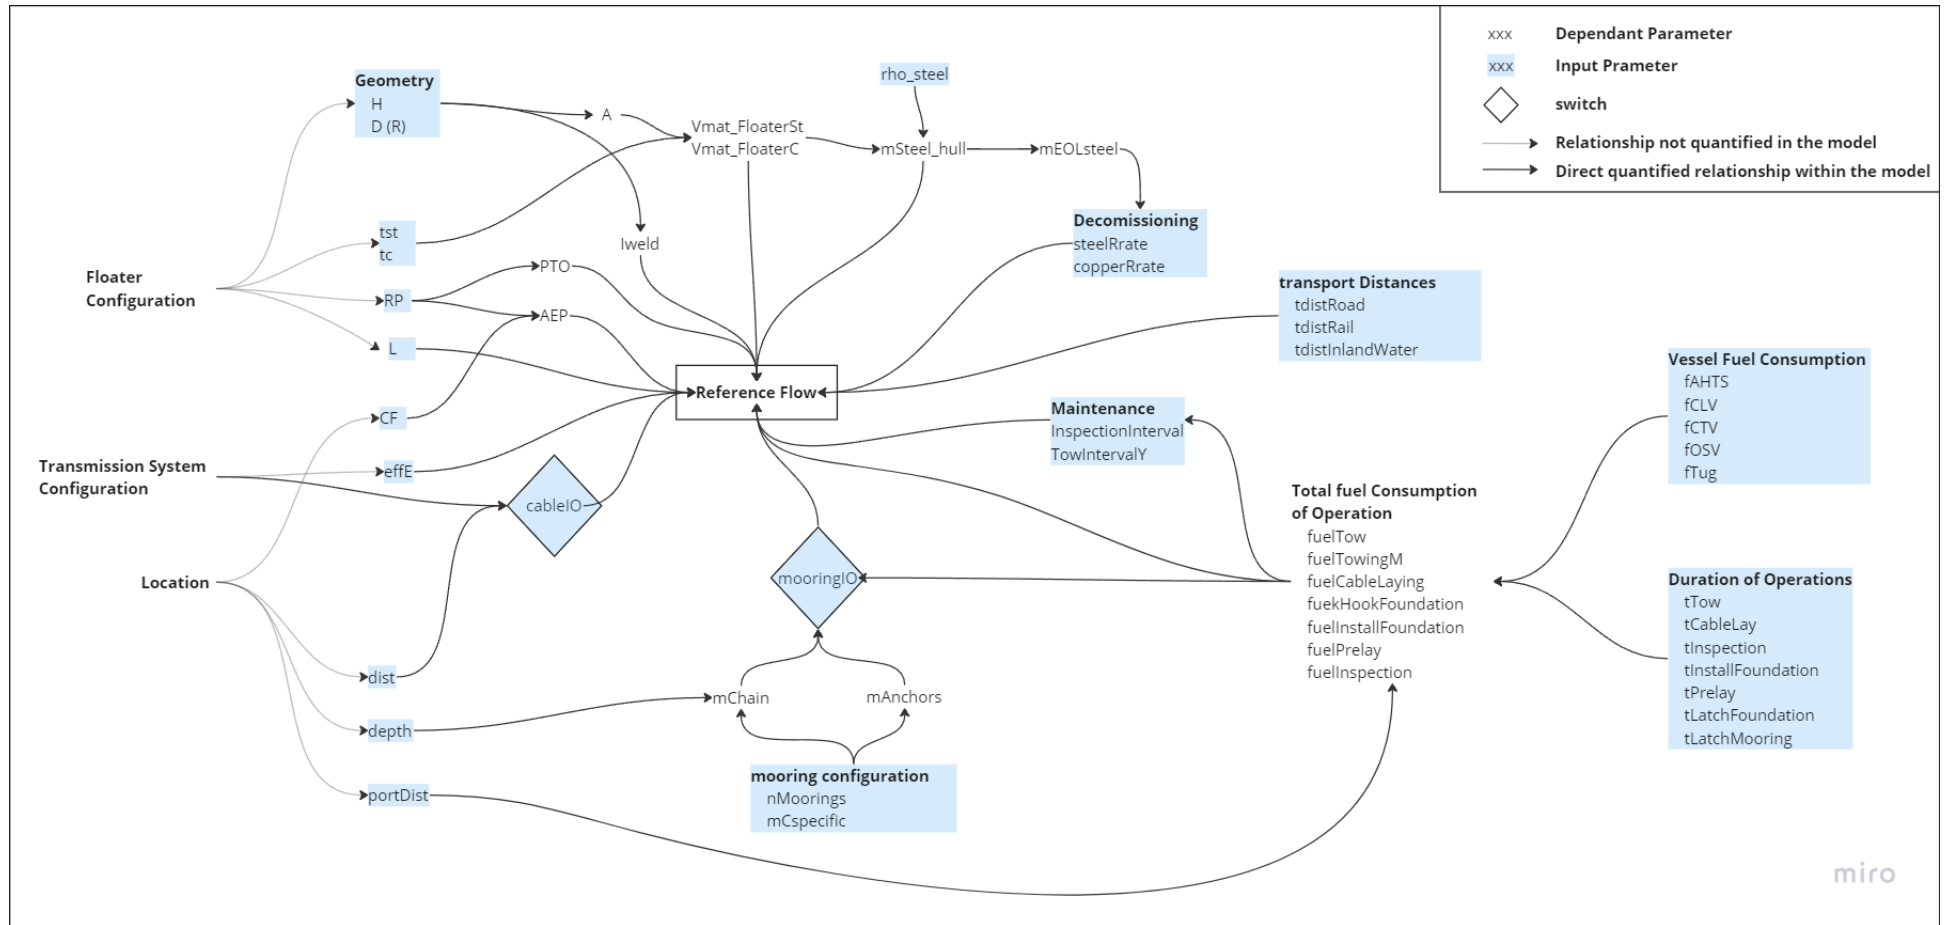 xxx Dependant Parameter
xxx Input Prameter
switch
Relationship not quantified in the model
Direct quantified relationship within the model
Geometry
H
D (R)
A
rho_steel
Vmat_FloaterSt
Vmat_FloaterC
mSteel_hull
mEOLsteel
tst
tc
lweld
Decomissioning
steelRrate
copperRrate
Floater
Configuration
RP
PTO
AEP
L
transport Distances
tdistRoad
tdistRail
tdistInlandWater
Reference Flow
CF
Maintenance
InspectionInterval
TowIntervalY
Vessel Fuel Consumption
fAHTS
fCLV
fCTV
fOSV
fTug
Transmission System
Configuration
effE
cableIO
Total fuel Consumption
of Operation
fuelTow
fuelTowingM
fuelCableLaying
fuekHookFoundation
fuelInstallFoundation
fuelPrelay
fuelInspection
Location
mooringIO
Duration of Operations
tTow
tCableLay
tInspection
tInstallFoundation
tPrelay
tLatchFoundation
tLatchMooring
dist
mChain
mAnchors
depth
mooring configuration
nMoorings
mCspecific
portDist
miro